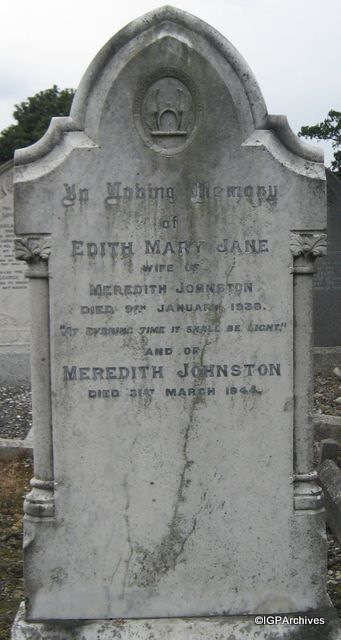 In Loving Memory
of
EDITH MARY JANE
WIFE OF
MEREDITH JOHNSTON
DIED 9TH JANUARY 1938.
"AT EVENING TIME IT SHALL BE LIGHT,"
AND OF
MEREDITH JOHNSTON
DIED 31ST MARCH 1944.
©IGPArchives